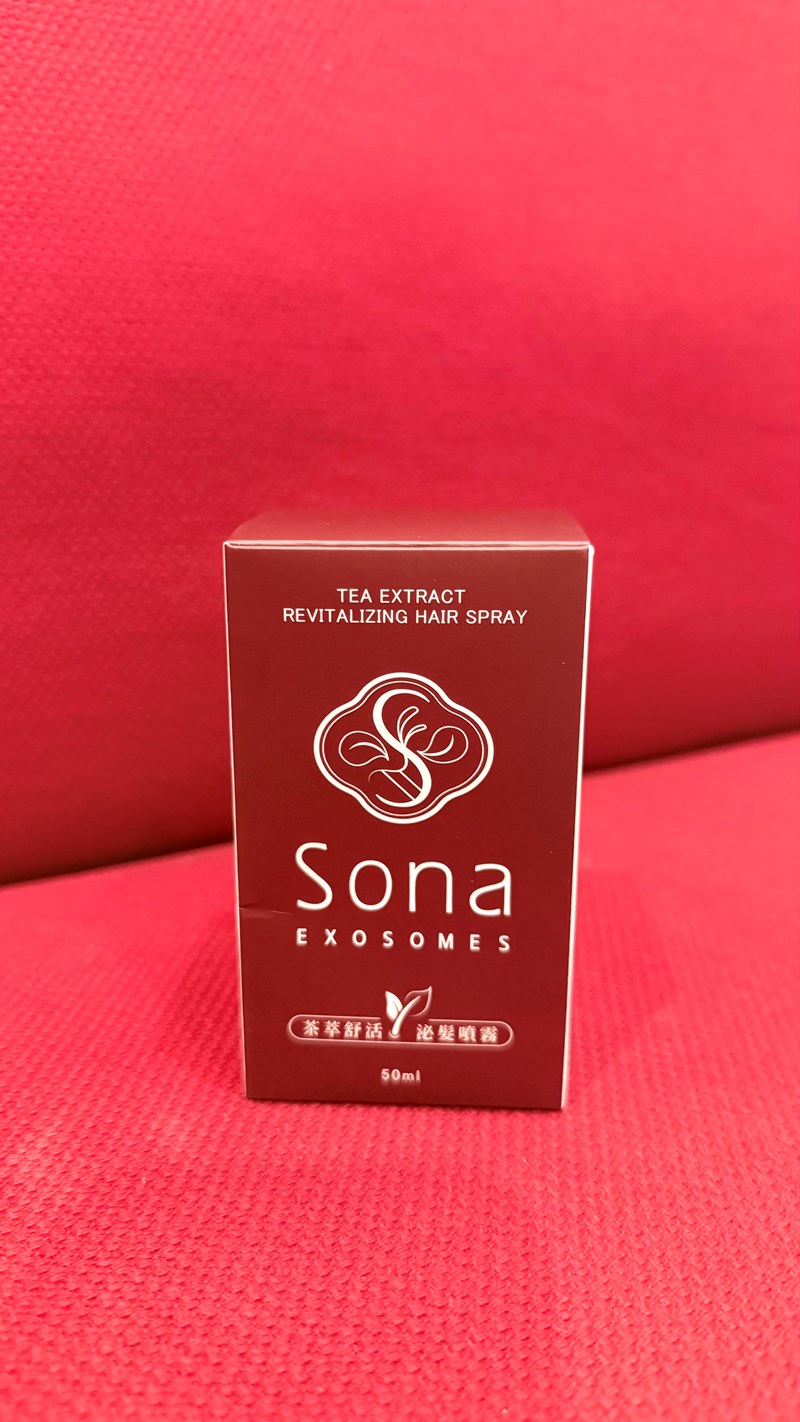 TEA EXTRACT
REVITALIZING HAIR SPRAY
Sona
EXOSOMES
茶萃舒活 泌髮噴霧
50ml